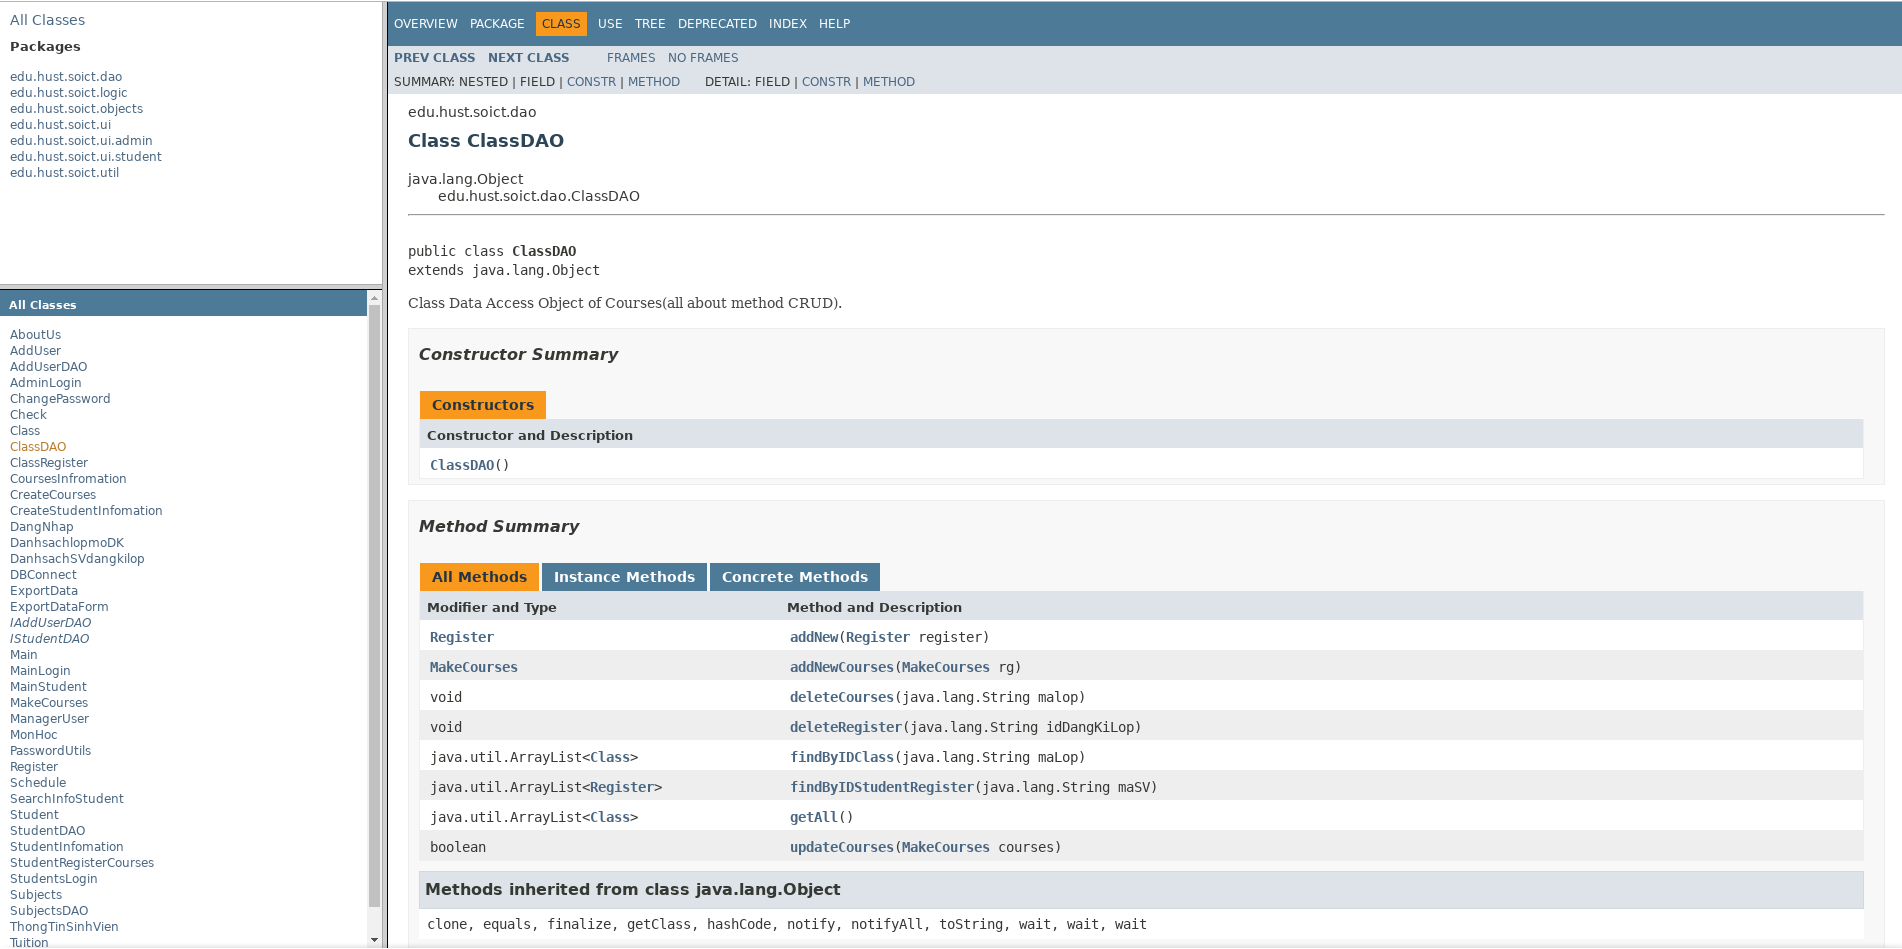 All Classes
Packages
edu.hust.soict.dao
edu.hust.soict.logic
edu.hust.soict.objects
edu.hust.soict.ui
edu.hust.soict.ui.admin
edu.hust.soict.ui.student
edu.hust.soict.util
All Classes
AboutUs
AddUser
AddUserDAO
AdminLogin
ChangePassword
Check
Class
ClassDAO
ClassRegister
CoursesInfromation
CreateCourses
CreateStudentInfomation
DangNhap
DanhsachlopmoDK
DanhsachSVdangkilop
DBConnect
ExportData
ExportDataForm
IAddUserDAO
IStudentDAO
Main
MainLogin
MainStudent
MakeCourses
ManagerUser
MonHoc
PasswordUtils
Register
Schedule
SearchInfoStudent
Student
StudentDAO
StudentInfomation
StudentRegisterCourses
StudentsLogin
Subjects
SubjectsDAO
ThongTinSinhVien
Tuition
OVERVIEW PACKAGE CLASS USE TREE DEPRECATED INDEX HELP
PREV CLASS NEXT CLASS FRAMES NO FRAMES
SUMMARY: NESTED | FIELD | CONSTR | METHOD DETAIL: FIELD | CONSTR | METHOD
edu.hust.soict.dao
Class ClassDAO
java.lang.Object
edu.hust.soict.dao.ClassDAO
public class ClassDAO
extends java.lang.Object
Class Data Access Object of Courses(all about method CRUD).
Constructor Summary
Constructors
Constructor and Description
ClassDAO()
Method Summary
All Methods Instance Methods Concrete Methods
Modifier and Type Method and Description
Register addNew(Register register)
MakeCourses addNewCourses(MakeCourses rg)
void deleteCourses(java.lang.String malop)
void deleteRegister(java.lang.String idDangKiLop)
java.util.ArrayList<Class> findByIDClass(java.lang.String maLop)
java.util.ArrayList<Register> findByIDStudentRegister(java.lang.String maSV)
java.util.ArrayList<Class> getAll()
boolean updateCourses(MakeCourses courses)
Methods inherited from class java.lang.Object
clone, equals, finalize, getClass, hashCode, notify, notifyAll, toString, wait, wait, wait